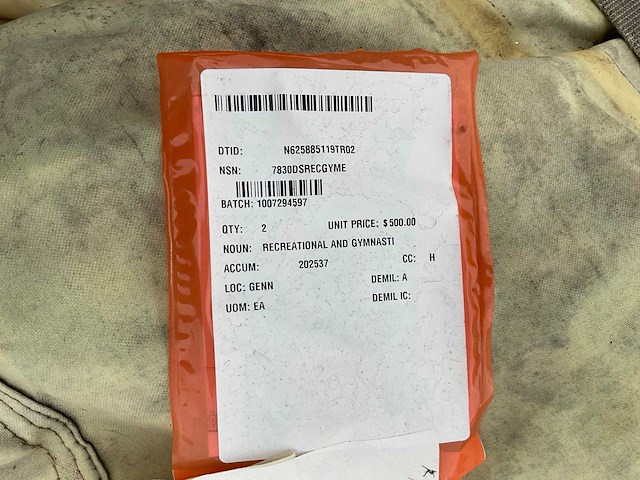 DTID: N625885119TR02
NSN: 7830DSRECGYME
BATCH: 1007294597
QTY: 2 UNIT PRICE: $500.00
NOUN: RECREATIONAL AND GYMNASTI
ACCUM: 202537 CC: H
LOC: GENN DEMIL: A
UOM: EA DEMIL IC: